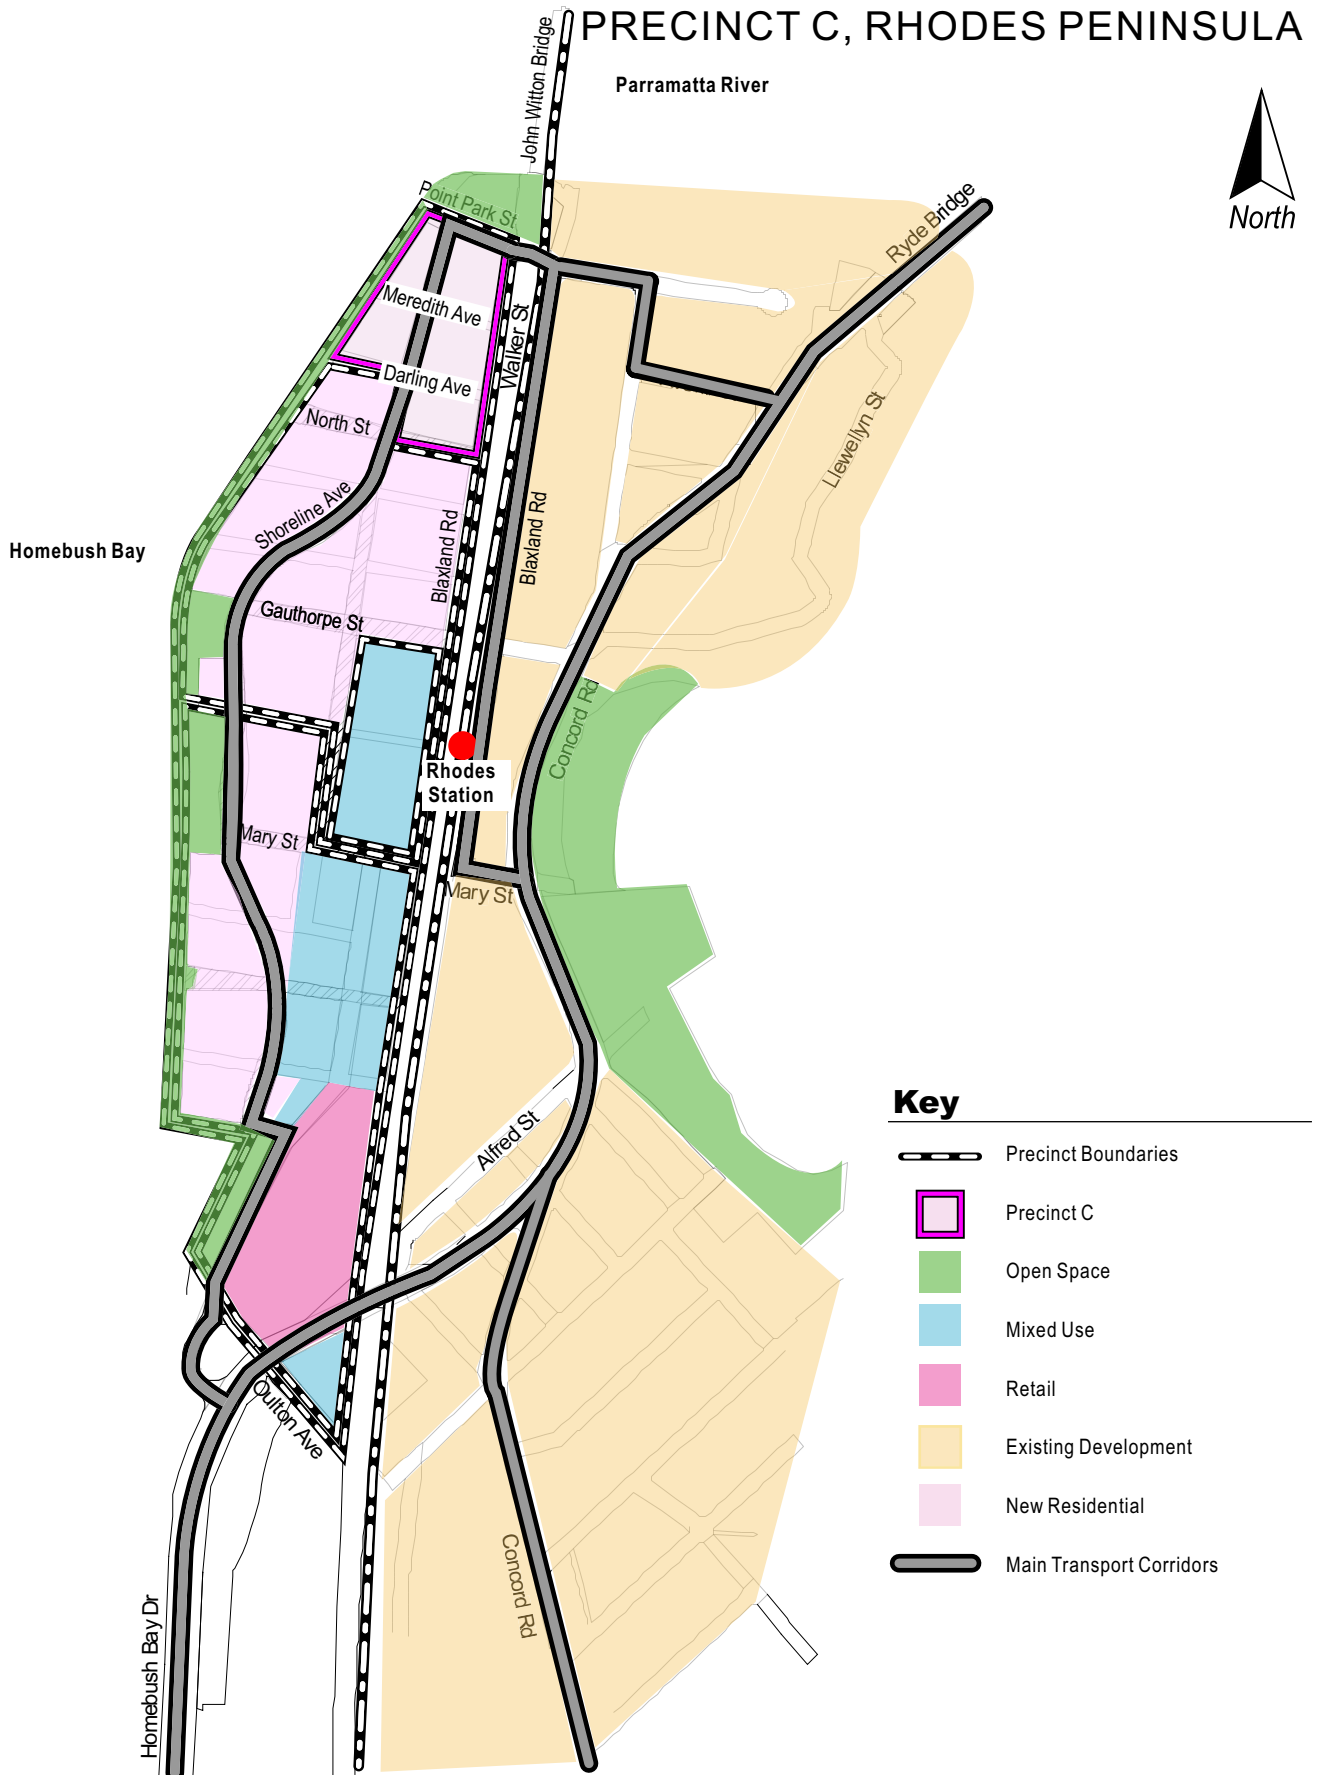 PRECINCT C, RHODES PENINSULA
John Witton Bridge
Parramatta River
North
Point Park St
Ryde Bridge
Meredith Ave
Walker St
Darling Ave
North St
Llewellyn St
Shoreline Ave
Blaxland Rd
Blaxland Rd
Homebush Bay
Gauthorpe St
Concord Rd
Rhodes
Station
Mary St
Mary St
Alfred St
Oulton Ave
Concord Rd
Homebush Bay Dr
Key
Precinct Boundaries
Precinct C
Open Space
Mixed Use
Retail
Existing Development
New Residential
Main Transport Corridors